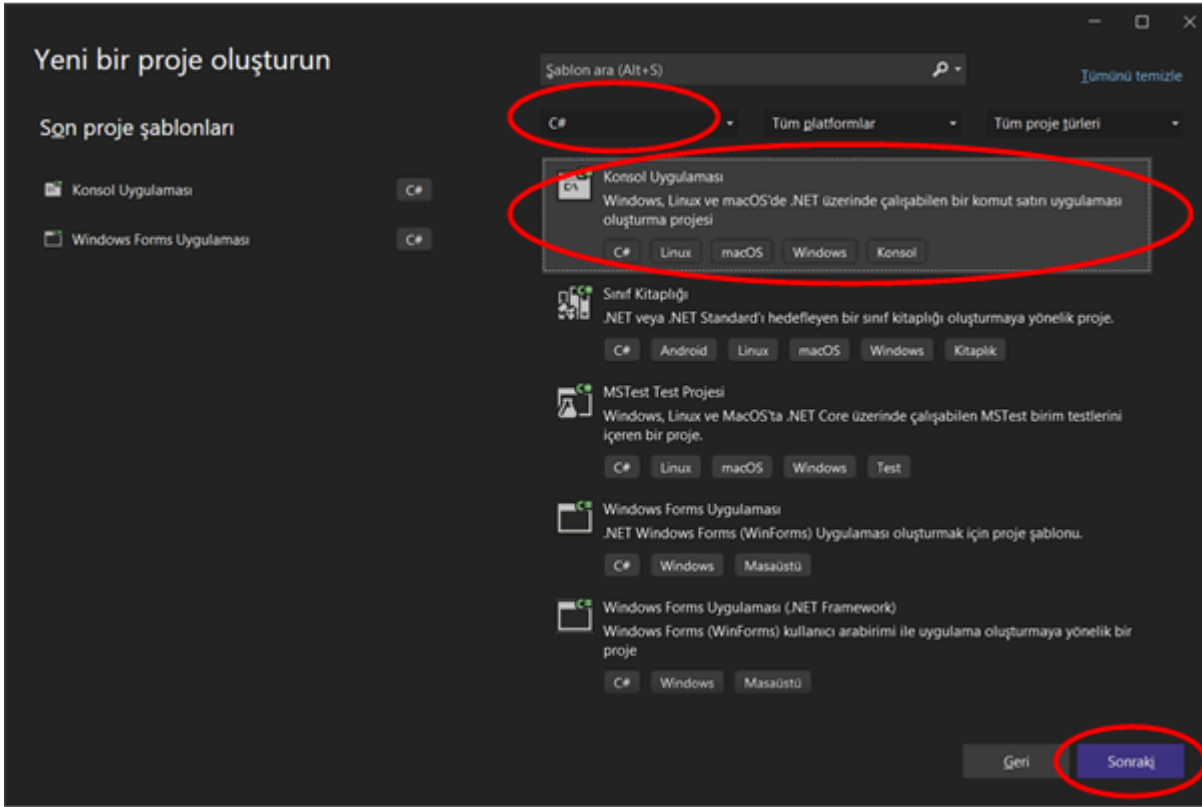 Yeni bir proje oluşturun
Şablon ara (Alt+S)
Tümünü temizle
Son proje şablonları
C#
Tüm platformlar
Tüm proje türleri
Konsol Uygulaması C#
Windows Forms Uygulaması C#
Konsol Uygulaması
Windows, Linux ve macOS'de .NET üzerinde çalışabilen bir komut satırı uygulaması
oluşturma projesi
C# Linux macOS Windows Konsol
Sınıf Kitaplığı
.NET veya .NET Standard'ı hedefleyen bir sınıf kitaplığı oluşturmaya yönelik proje.
C# Android Linux macOS Windows Kitaplık
MSTest Test Projesi
Windows, Linux ve MacOS'ta .NET Core üzerinde çalışabilen MSTest birim testlerini
içeren bir proje.
C# Linux macOS Windows Test
Windows Forms Uygulaması
.NET Windows Forms (WinForms) Uygulaması oluşturmak için proje şablonu.
C# Windows Masaüstü
Windows Forms Uygulaması (.NET Framework)
Windows Forms (WinForms) kullanıcı arabirimi ile uygulama oluşturmaya yönelik bir
proje
C# Windows Masaüstü
Geri
Sonraki